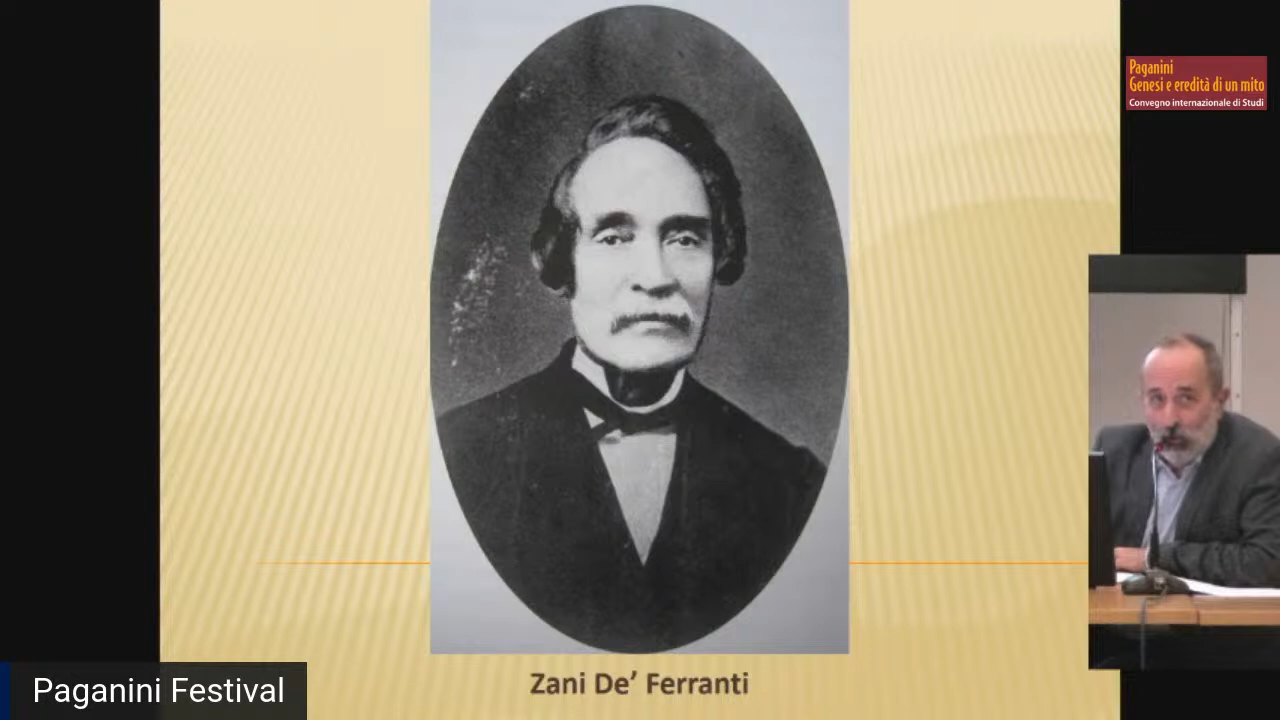 Paganini
Genesi e eredità di un mito
Convegno internazionale di Studi
Zani De’ Ferranti
Paganini Festival